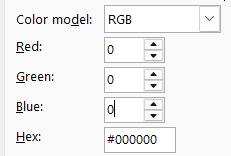 Color model: RGB
Red: 0
Green: 0
Blue: 0
Hex: #000000